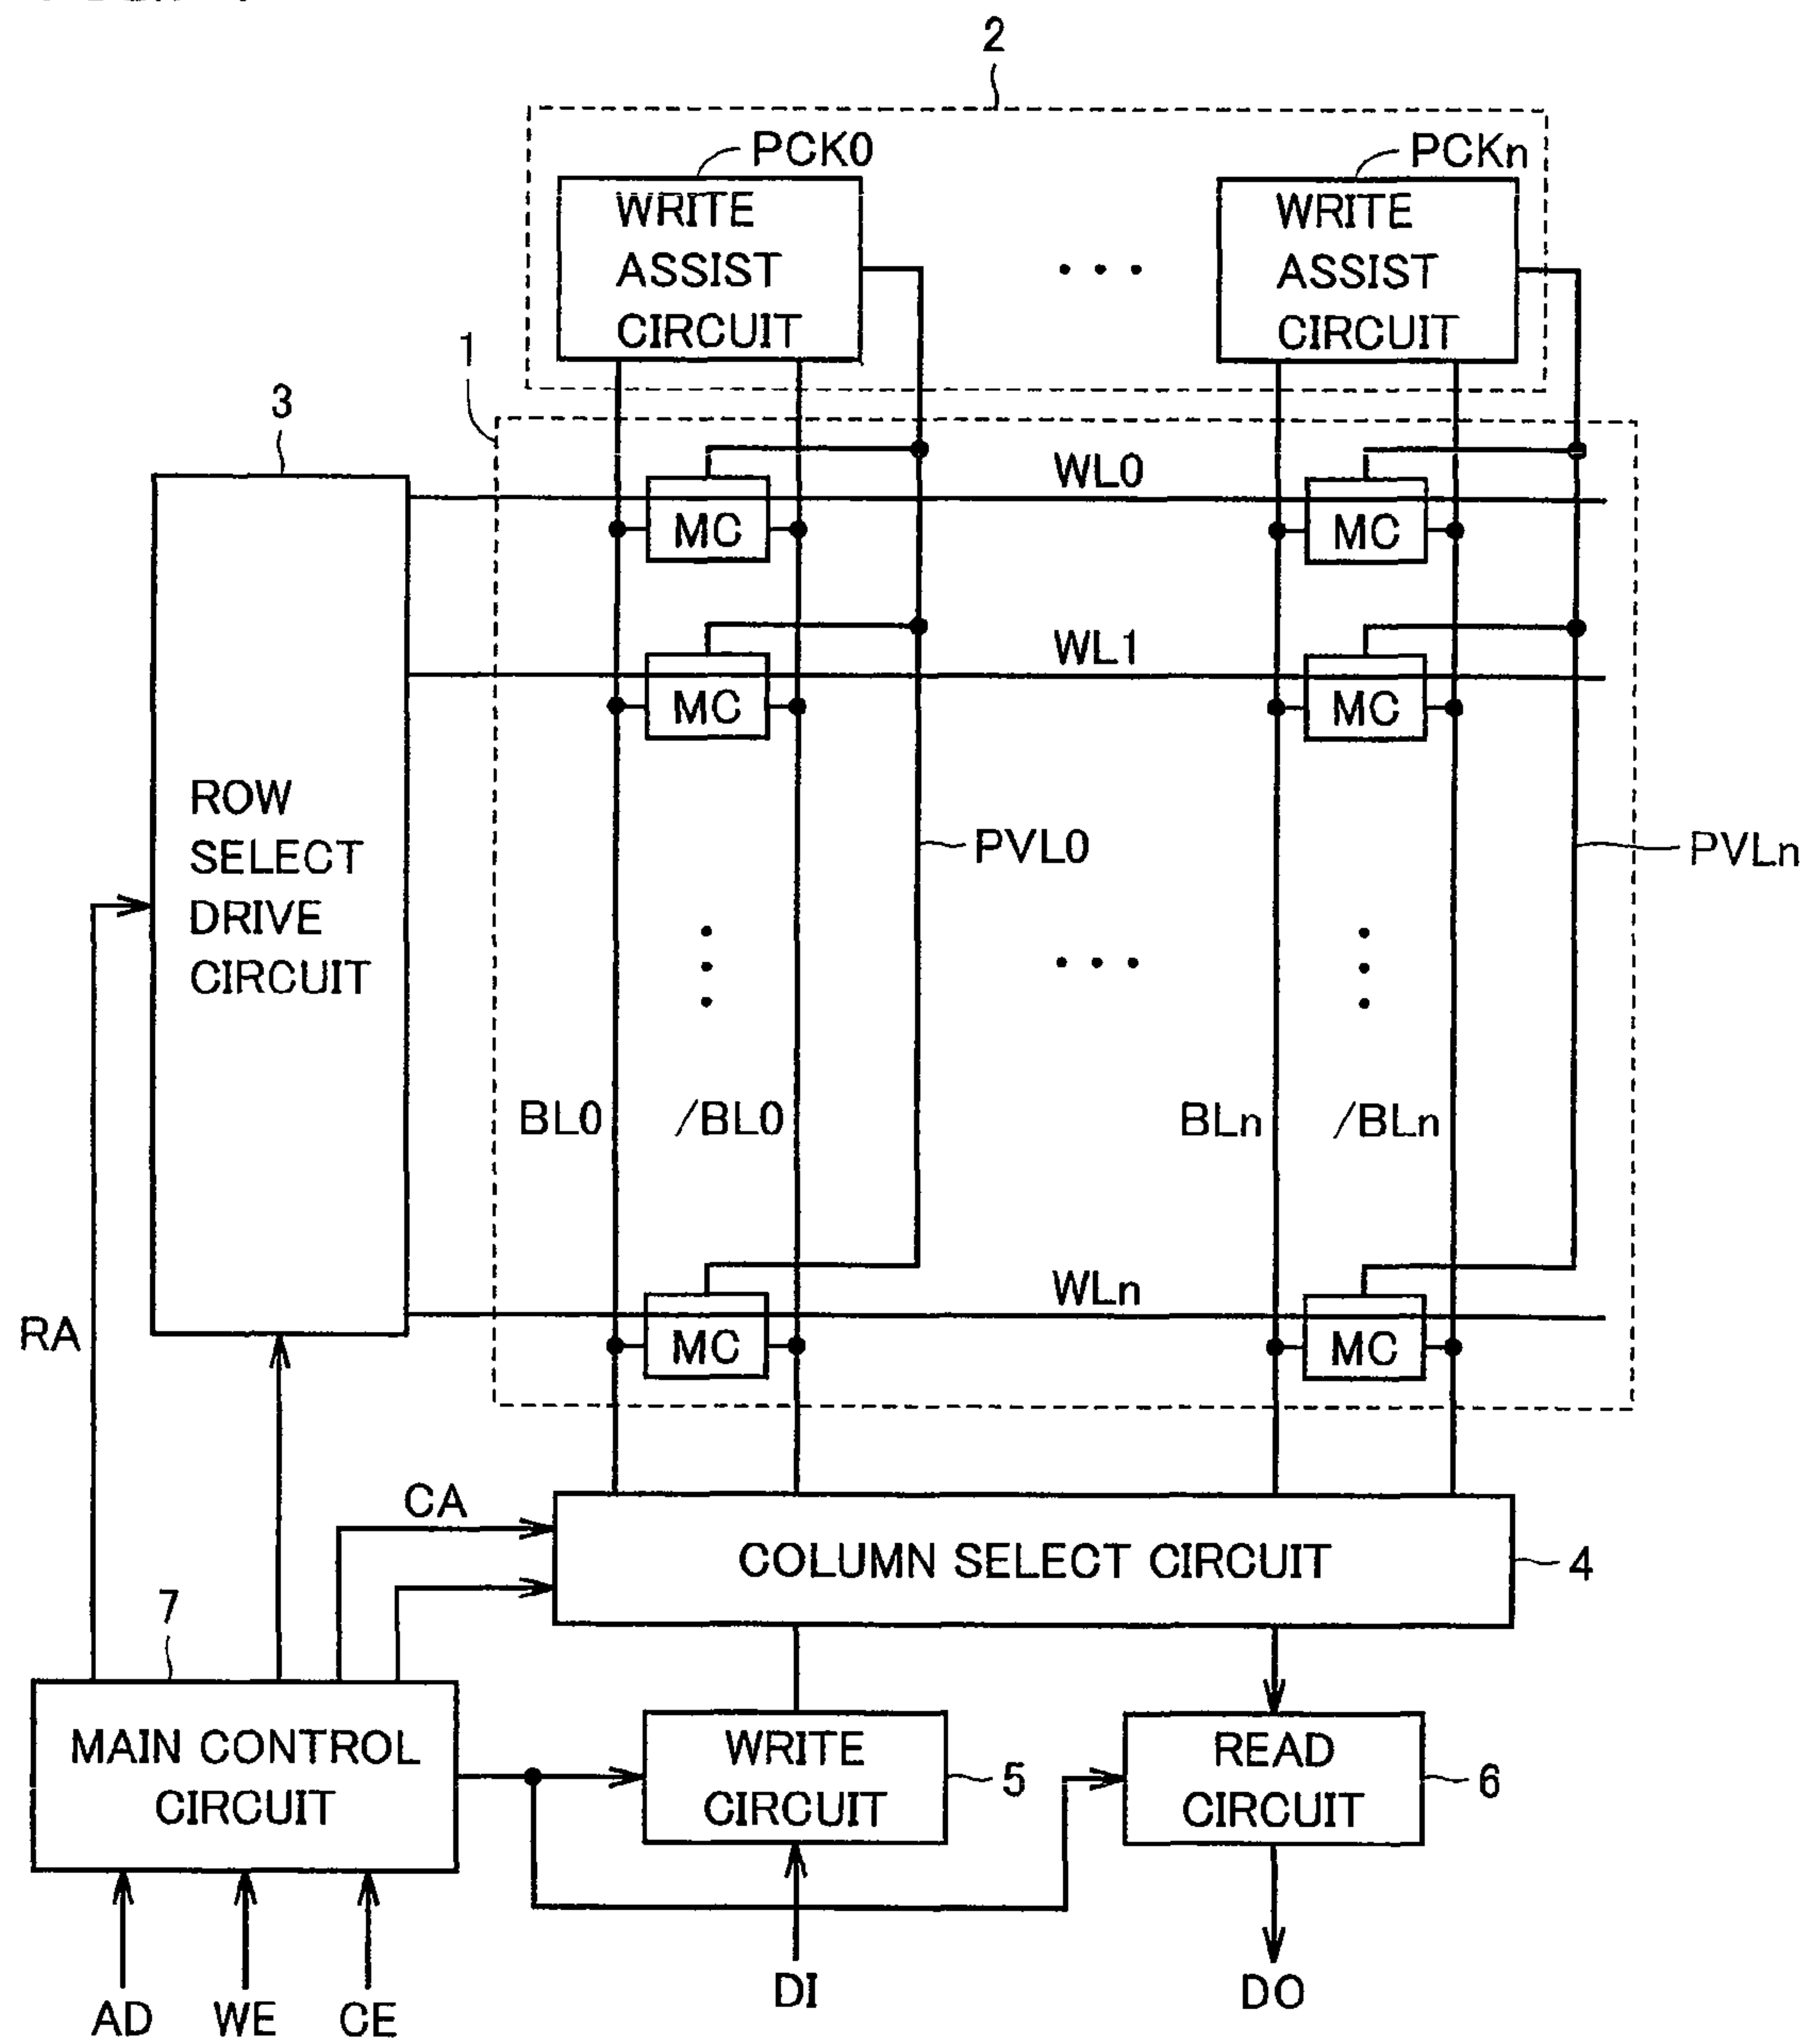 2
PCK0
PCKn
WRITE
ASSIST
CIRCUIT
WRITE
ASSIST
CIRCUIT
1
3
WL0
MC
MC
WL1
MC
MC
ROW
SELECT
DRIVE
CIRCUIT
PVL0
PVLn
BL0
/BL0
BLn
/BLn
WLn
RA
MC
MC
CA
COLUMN SELECT CIRCUIT
4
7
MAIN CONTROL
CIRCUIT
WRITE
CIRCUIT
5
READ
CIRCUIT
6
DI
DO
AD
WE
CE